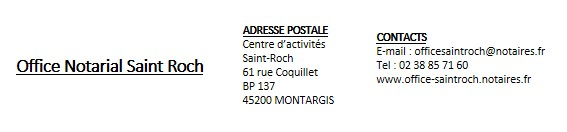 Office Notarial Saint Roch
ADRESSE POSTALE
Centre d'activités
Saint-Roch
61 rue Coquillet
BP 137
45200 MONTARGIS
CONTACTS
E-mail : officesaintroch@notaires.fr
Tel : 02 38 85 71 60
www.office-saintroch.notaires.fr